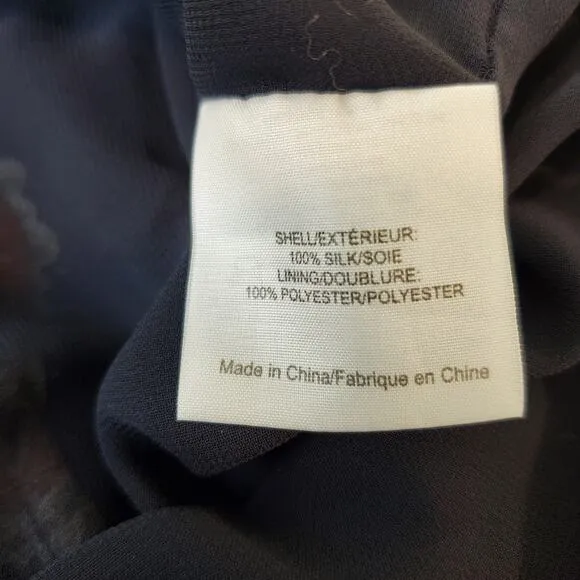 SHELL/EXTÉRIEUR:
100% SILK/SOIE
LINING/DOUBLURE:
100% POLYESTER/POLYESTER
Made in China/Fabrique en Chine